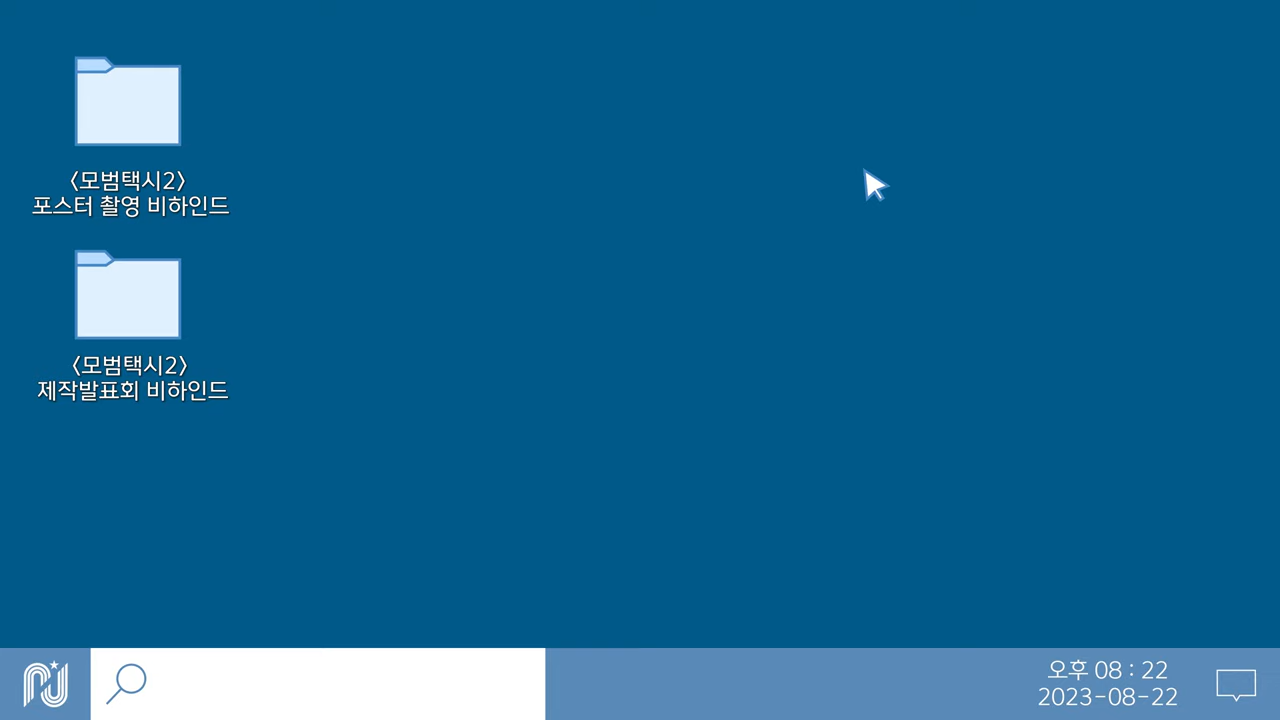 〈모범택시2〉
포스터 촬영 비하인드
〈모범택시2〉
제작발표회 비하인드
오후 08 : 22
2023-08-22